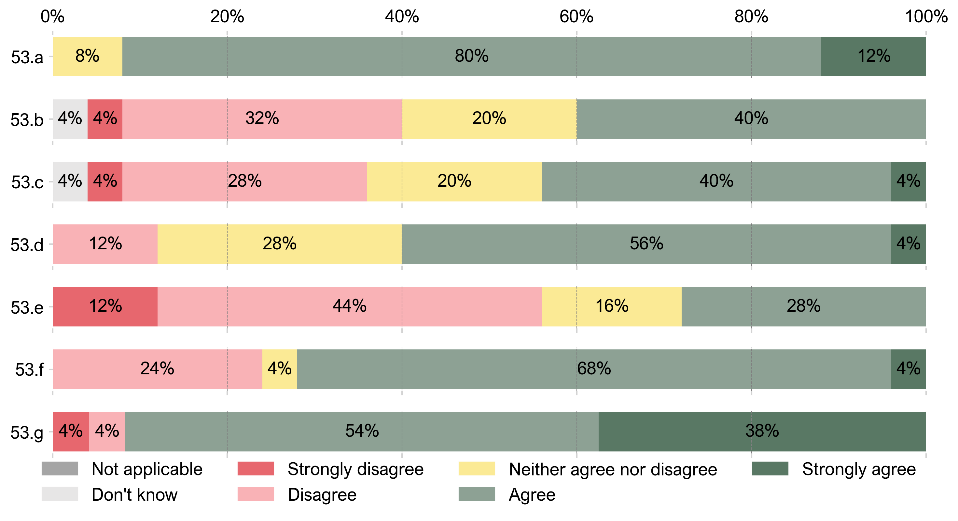 0% 20% 40% 60% 80% 100%
53.a 8% 80% 12%
53.b 4% 4% 32% 20% 40%
53.c 4% 4% 28% 20% 40% 4%
53.d 12% 28% 56% 4%
53.e 12% 44% 16% 28%
53.f 24% 4% 68% 4%
53.g 4% 4% 54% 38%
Not applicable Strongly disagree Neither agree nor disagree Strongly agree
Don't know Disagree Agree